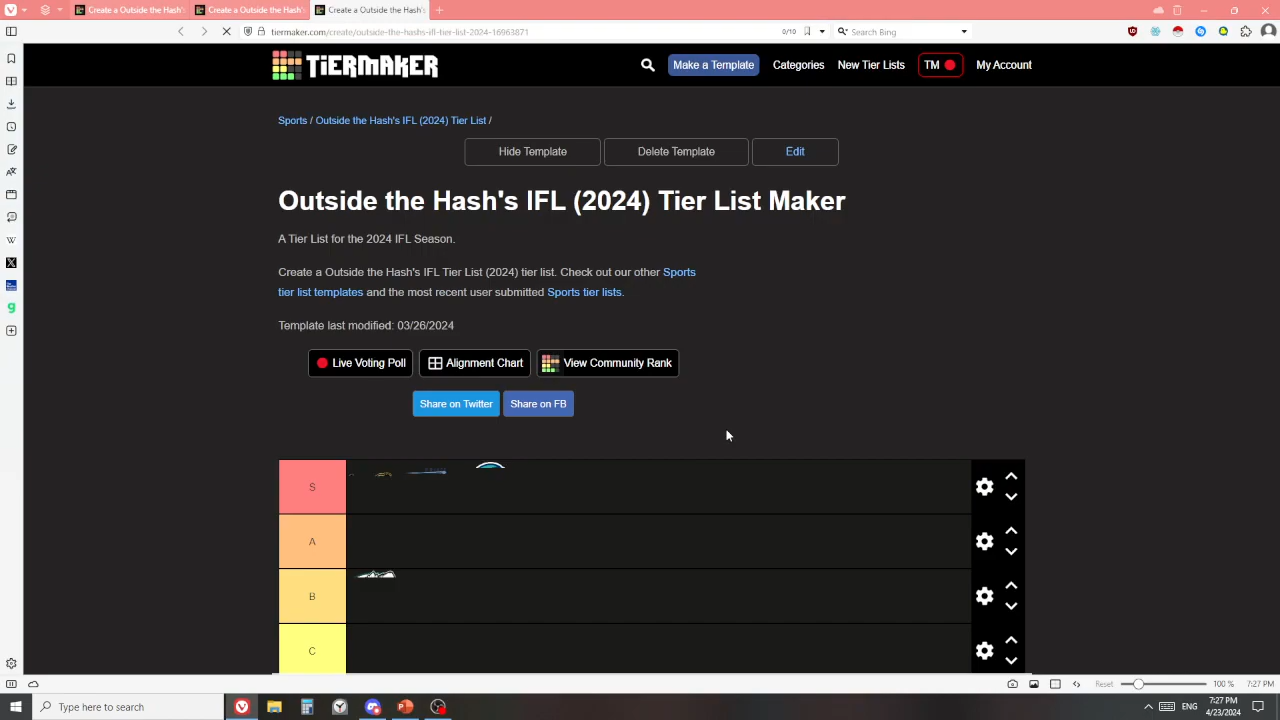 Create a Outside the Hash's
Create a Outside the Hash's
Create a Outside the Hash's
tiermaker.com/create/outside-the-hashs-ifl-tier-list-2024-16963871
0/10
Search Bing
TiERMAKER
Make a Template
Categories
New Tier Lists
TM
My Account
Sports / Outside the Hash's IFL (2024) Tier List /
Hide Template
Delete Template
Edit
Outside the Hash's IFL (2024) Tier List Maker
A Tier List for the 2024 IFL Season.
Create a Outside the Hash's IFL Tier List (2024) tier list. Check out our other Sports
tier list templates and the most recent user submitted Sports tier lists.
Template last modified: 03/26/2024
Live Voting Poll
Alignment Chart
View Community Rank
Share on Twitter
Share on FB
S
A
B
C
Reset
100 %
7:27 PM
Type here to search
ENG
7:27 PM
4/23/2024